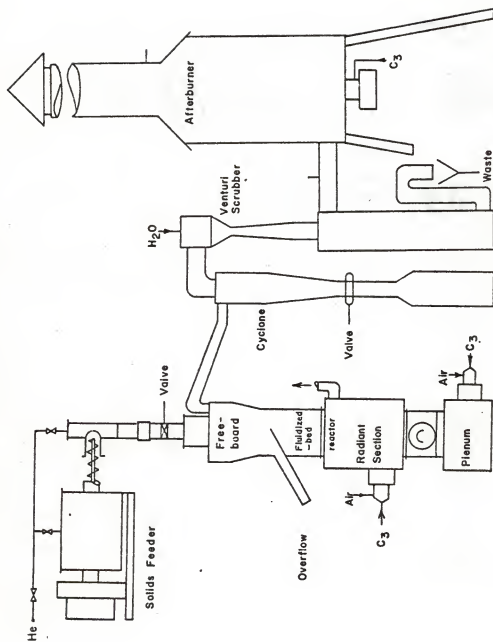 He
Solids Feeder
Valve
Free-
board
Overflow
Fluidized
-bed
reactor
Radiant
Section
Air
C3
Air
C3
Plenum
Cyclone
Valve
H2O
Venturi
Scrubber
Waste
Afterburner
C3